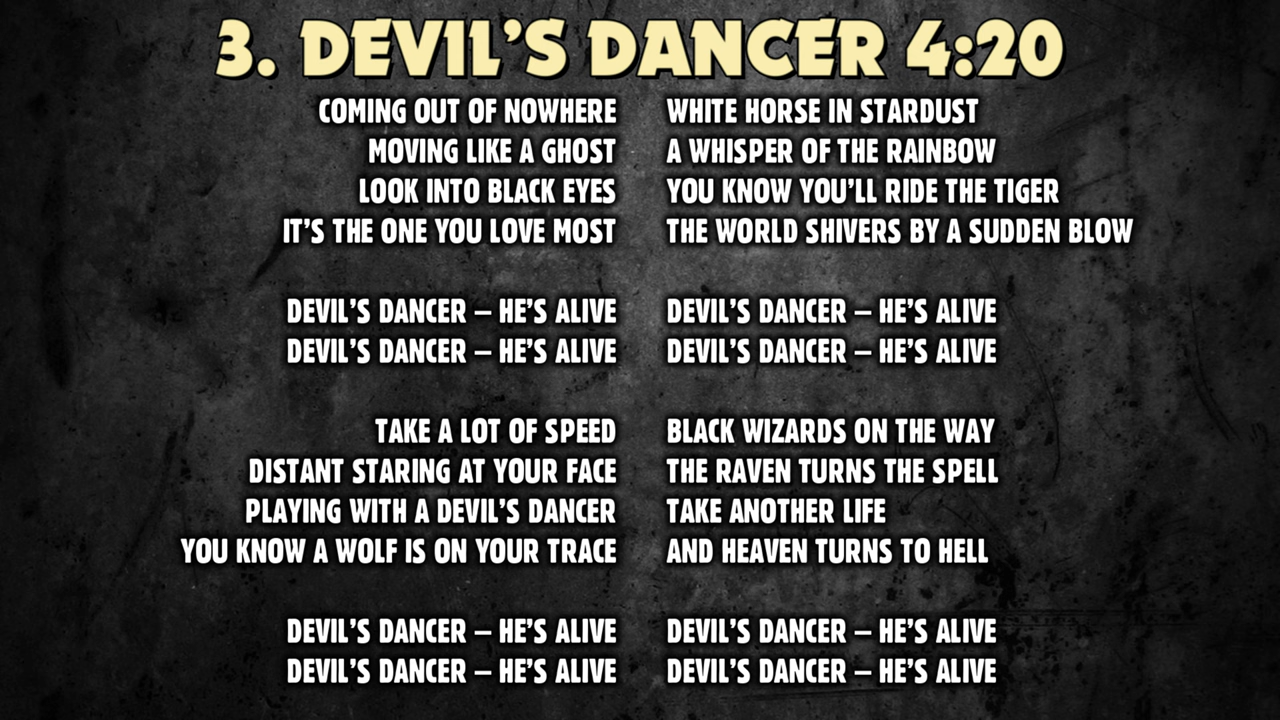 3. DEVIL'S DANCER 4:20
COMING OUT OF NOWHERE
MOVING LIKE A GHOST
LOOK INTO BLACK EYES
IT'S THE ONE YOU LOVE MOST
DEVIL'S DANCER – HE'S ALIVE
DEVIL'S DANCER – HE'S ALIVE
TAKE A LOT OF SPEED
DISTANT STARING AT YOUR FACE
PLAYING WITH A DEVIL'S DANCER
YOU KNOW A WOLF IS ON YOUR TRACE
DEVIL'S DANCER – HE'S ALIVE
DEVIL'S DANCER – HE'S ALIVE
WHITE HORSE IN STARDUST
A WHISPER OF THE RAINBOW
YOU KNOW YOU'LL RIDE THE TIGER
THE WORLD SHIVERS BY A SUDDEN BLOW
DEVIL'S DANCER – HE'S ALIVE
DEVIL'S DANCER – HE'S ALIVE
BLACK WIZARDS ON THE WAY
THE RAVEN TURNS THE SPELL
TAKE ANOTHER LIFE
AND HEAVEN TURNS TO HELL
DEVIL'S DANCER – HE'S ALIVE
DEVIL'S DANCER – HE'S ALIVE